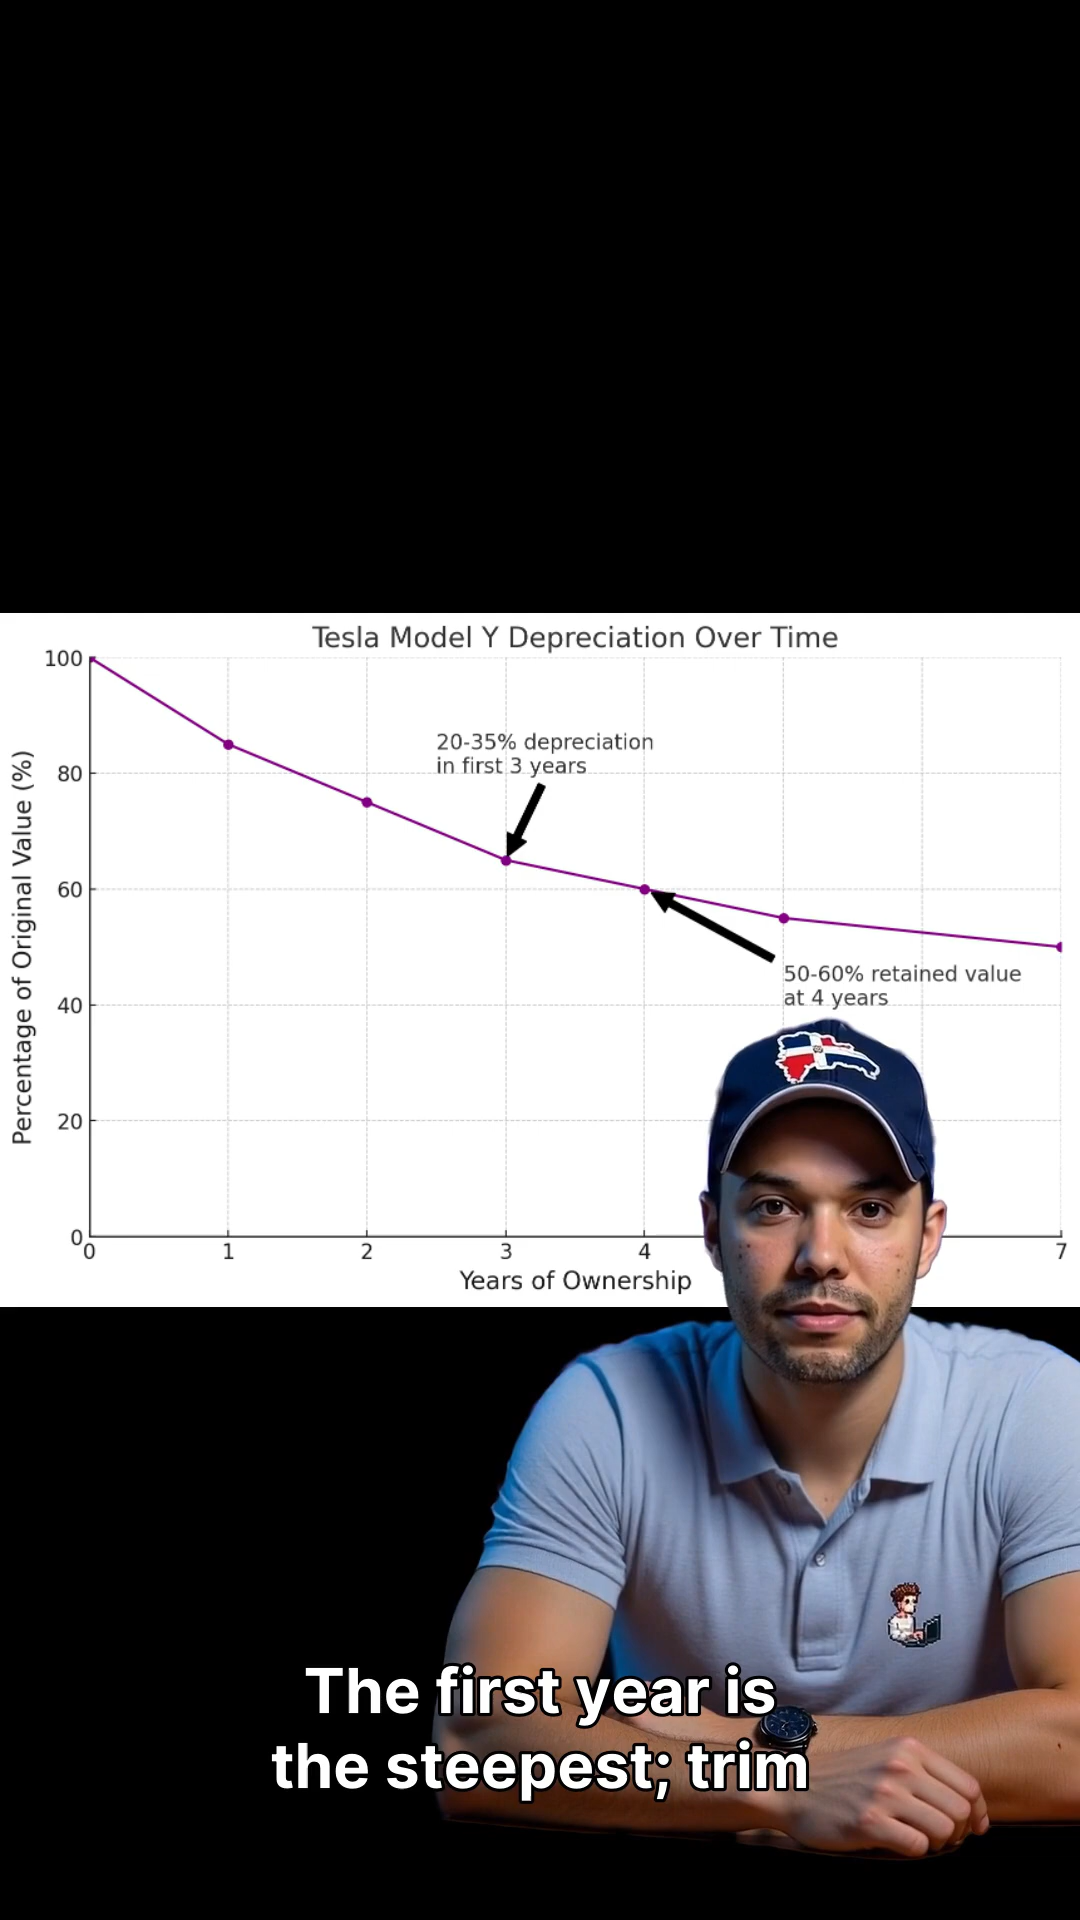 Tesla Model Y Depreciation Over Time
Percentage of Original Value (%)
100
80
60
40
20
0
20-35% depreciation
in first 3 years
50-60% retained value
at 4 years
0 1 2 3 4 7
Years of Ownership
The first year is
the steepest; trim